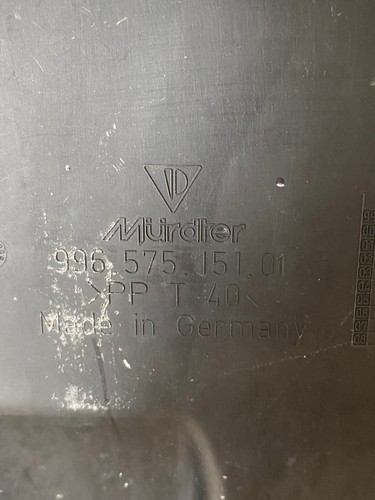 Mürdter
996.575.151.01
>PP T 40<
Made in Germany